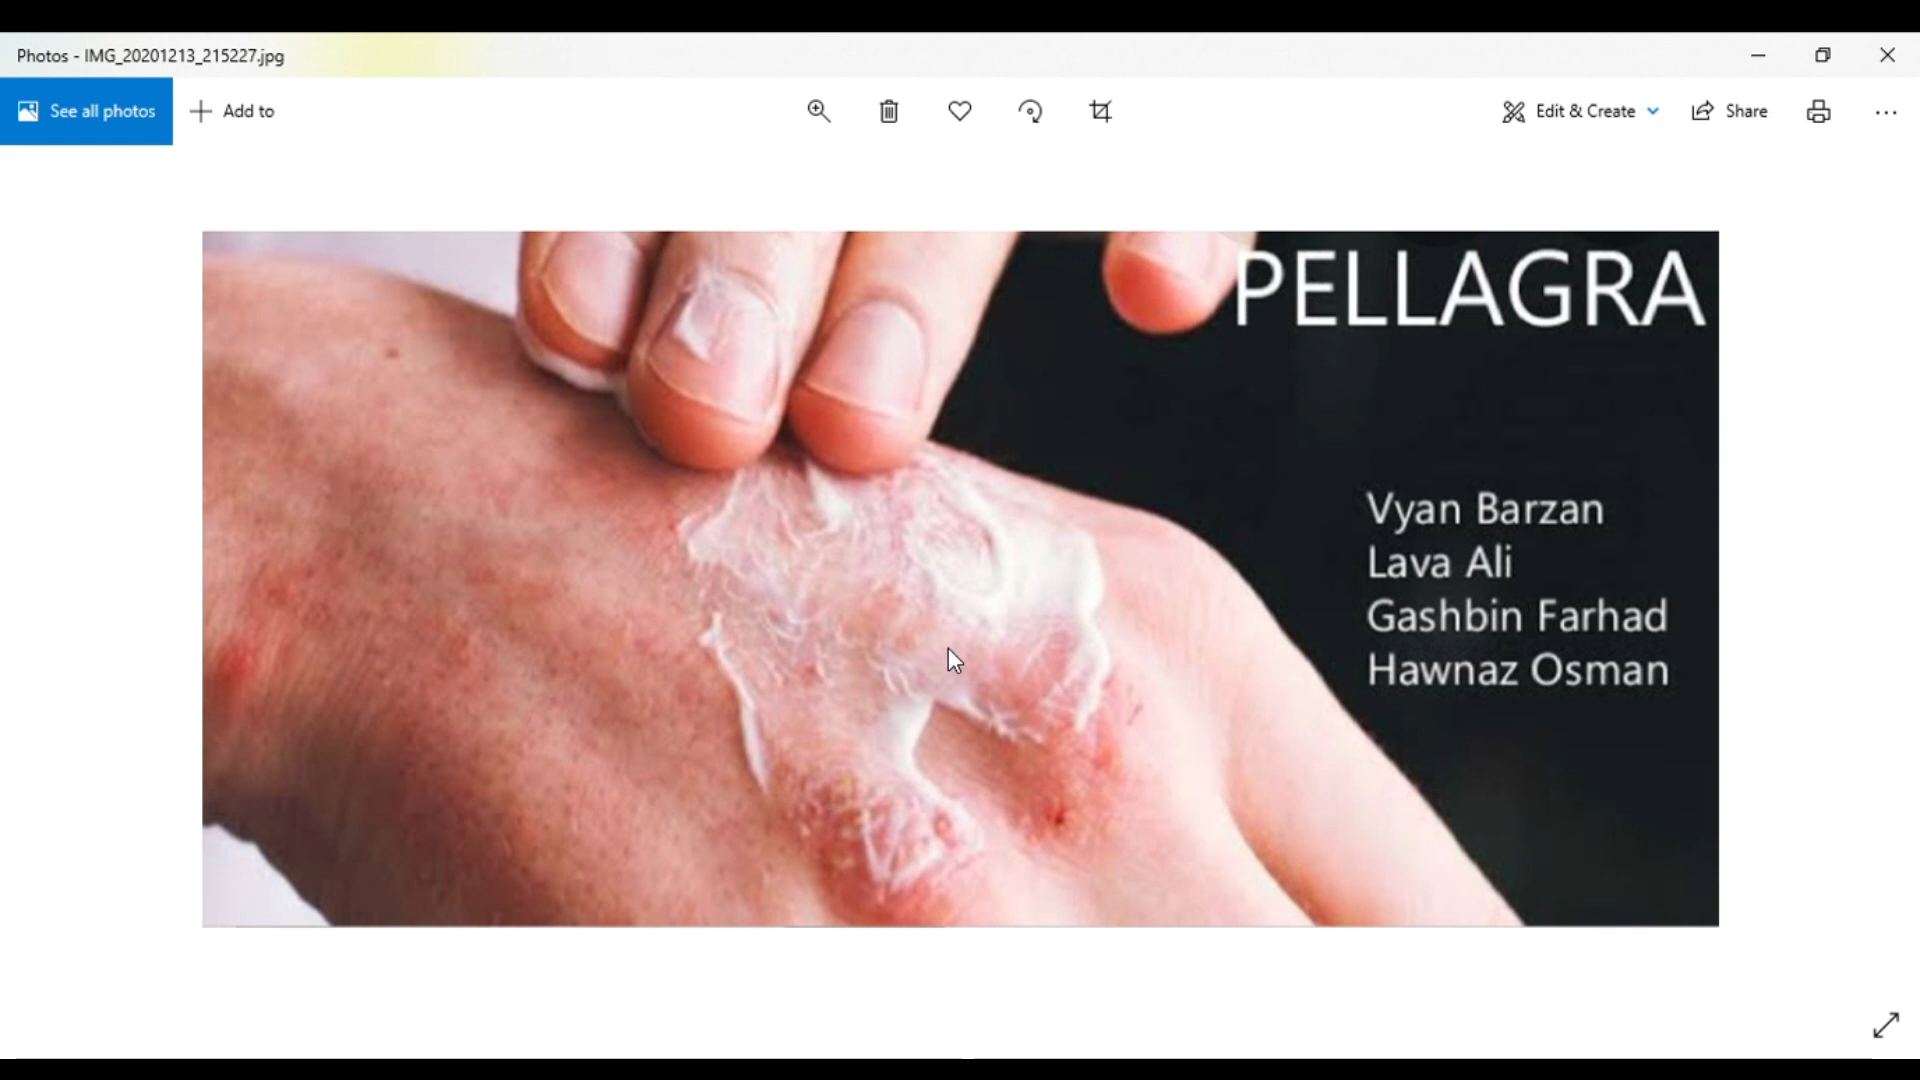 Photos - IMG_20201213_215227.jpg
See all photos
Add to
Edit & Create
Share
PELLAGRA
Vyan Barzan
Lava Ali
Gashbin Farhad
Hawnaz Osman